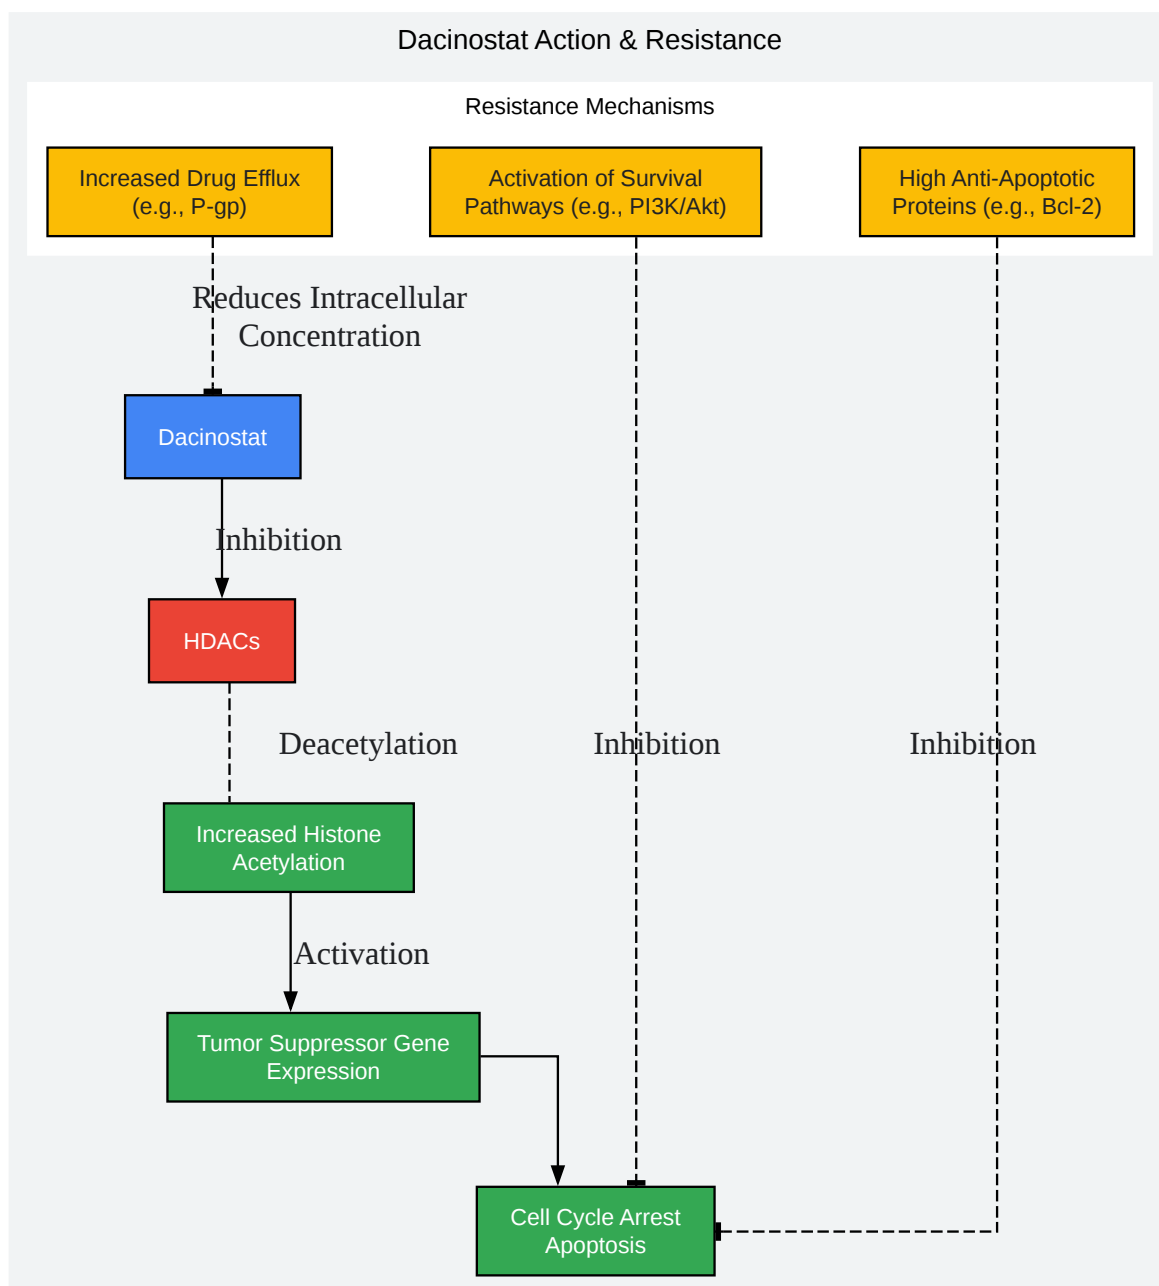 Dacinostat Action & Resistance
Resistance Mechanisms
Increased Drug Efflux
(e.g., P-gp)
Activation of Survival
Pathways (e.g., PI3K/Akt)
High Anti-Apoptotic
Proteins (e.g., Bcl-2)
Reduces Intracellular
Concentration
Dacinostat
Inhibition
HDACs
Deacetylation
Inhibition
Inhibition
Increased Histone
Acetylation
Activation
Tumor Suppressor Gene
Expression
Cell Cycle Arrest
Apoptosis